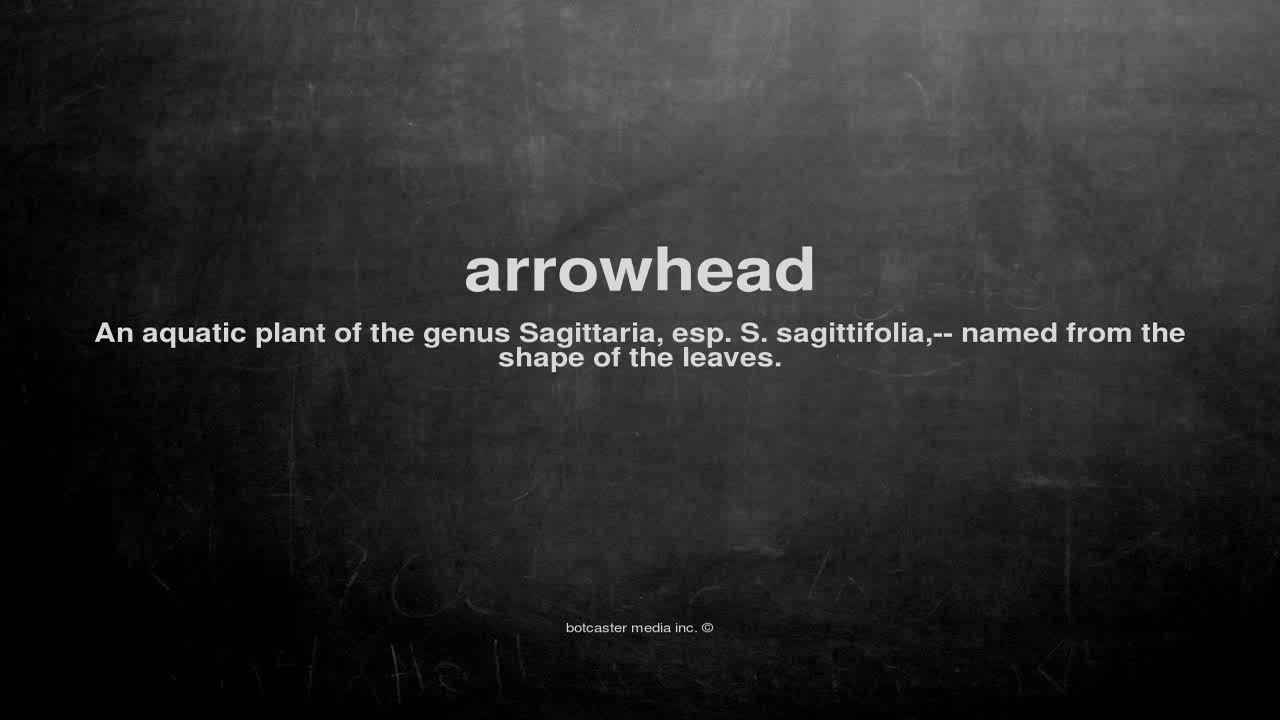 arrowhead
An aquatic plant of the genus Sagittaria, esp. S. sagittifolia,-- named from the
shape of the leaves.
botcaster media inc. ©